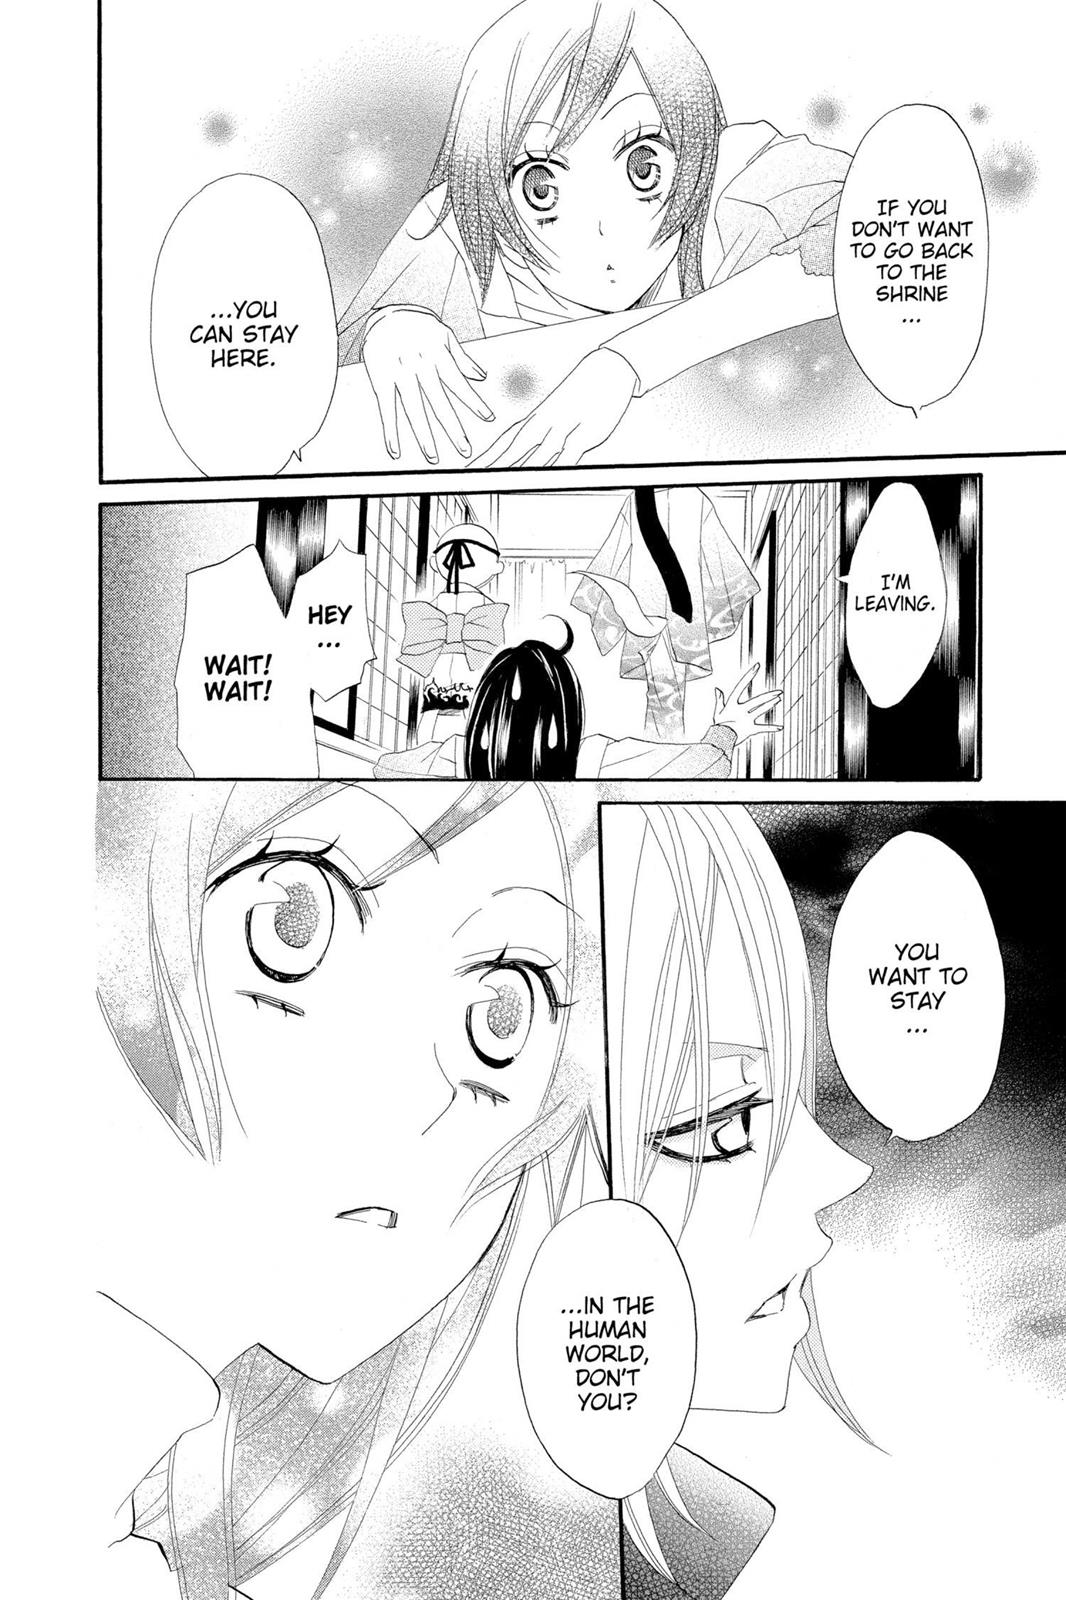 IF YOU
DON'T WANT
TO GO BACK
TO THE
SHRINE
...
...YOU
CAN STAY
HERE.
I'M
LEAVING.
HEY
...
WAIT!
WAIT!
YOU
WANT TO
STAY
...
...IN THE
HUMAN
WORLD,
DON'T
YOU?